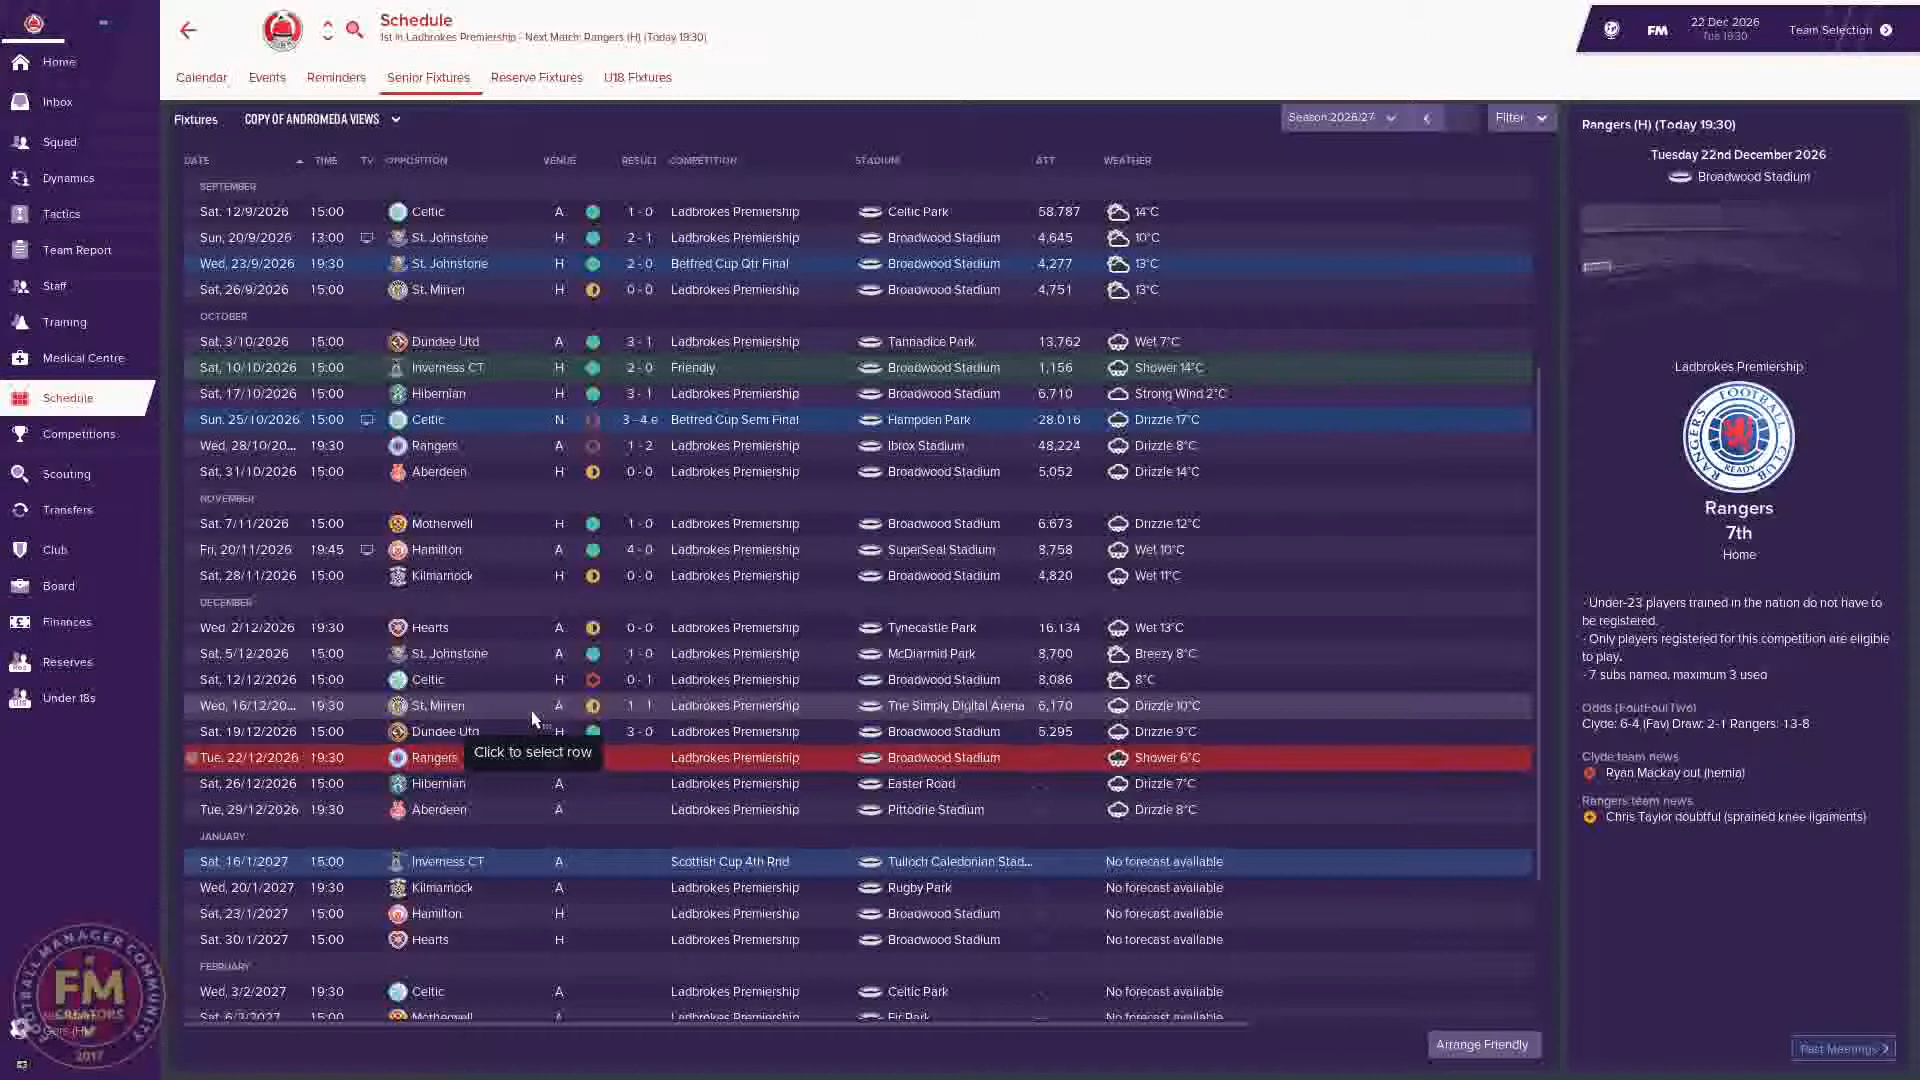 Schedule
1st in Ladbrokes Premiership - Next Match: Rangers (H) (Today 19:30)
22 Dec 2026
Tue 19:30
FM
Team Selection
Calendar Events Reminders Senior Fixtures Reserve Fixtures U18 Fixtures
Home
Inbox
Squad
Dynamics
Tactics
Team Report
Staff
Training
Medical Centre
Schedule
Competitions
Scouting
Transfers
Club
Board
Finances
Reserves
Under 18s
Fixtures COPY OF ANDROMEDA VIEWS Season 2026/27 Filter
DATE TIME TV OPPOSITION VENUE RESULT COMPETITION STADIUM ATT WEATHER
SEPTEMBER
Sat, 12/9/2026 15:00 Celtic A 1 - 0 Ladbrokes Premiership Celtic Park 58,787 14°C
Sun, 20/9/2026 13:00 St. Johnstone H 2 - 1 Ladbrokes Premiership Broadwood Stadium 4,645 10°C
Wed, 23/9/2026 19:30 St. Johnstone H 2 - 0 Betfred Cup Qtr Final Broadwood Stadium 4,277 13°C
Sat, 26/9/2026 15:00 St. Mirren H 0 - 0 Ladbrokes Premiership Broadwood Stadium 4,751 13°C
OCTOBER
Sat, 3/10/2026 15:00 Dundee Utd A 3 - 1 Ladbrokes Premiership Tannadice Park 13,762 Wet 7°C
Sat, 10/10/2026 15:00 Inverness CT H 2 - 0 Friendly Broadwood Stadium 1,156 Shower 14°C
Sat, 17/10/2026 15:00 Hibernian H 3 - 1 Ladbrokes Premiership Broadwood Stadium 6,710 Strong Wind 2°C
Sun, 25/10/2026 15:00 Celtic N 3 - 4 e Betfred Cup Semi Final Hampden Park 28,016 Drizzle 17°C
Wed, 28/10/20... 19:30 Rangers A 1 - 2 Ladbrokes Premiership Ibrox Stadium 48,224 Drizzle 8°C
Sat, 31/10/2026 15:00 Aberdeen H 0 - 0 Ladbrokes Premiership Broadwood Stadium 5,052 Drizzle 14°C
NOVEMBER
Sat, 7/11/2026 15:00 Motherwell H 1 - 0 Ladbrokes Premiership Broadwood Stadium 6,673 Drizzle 12°C
Fri, 20/11/2026 19:45 Hamilton A 4 - 0 Ladbrokes Premiership SuperSeal Stadium 3,758 Wet 10°C
Sat, 28/11/2026 15:00 Kilmarnock H 0 - 0 Ladbrokes Premiership Broadwood Stadium 4,820 Wet 11°C
DECEMBER
Wed, 2/12/2026 19:30 Hearts A 0 - 0 Ladbrokes Premiership Tynecastle Park 16,134 Wet 13°C
Sat, 5/12/2026 15:00 St. Johnstone A 1 - 0 Ladbrokes Premiership McDiarmid Park 3,700 Breezy 8°C
Sat, 12/12/2026 15:00 Celtic H 0 - 1 Ladbrokes Premiership Broadwood Stadium 8,086 8°C
Wed, 16/12/20... 19:30 St. Mirren A 1 - 1 Ladbrokes Premiership The Simply Digital Arena 6,170 Drizzle 10°C
Sat, 19/12/2026 15:00 Dundee Utd H 3 - 0 Ladbrokes Premiership Broadwood Stadium 5,295 Drizzle 9°C
Click to select row
Tue, 22/12/2026 19:30 Rangers Ladbrokes Premiership Broadwood Stadium Shower 6°C
Sat, 26/12/2026 15:00 Hibernian A Ladbrokes Premiership Easter Road Drizzle 7°C
Tue, 29/12/2026 19:30 Aberdeen A Ladbrokes Premiership Pittodrie Stadium Drizzle 8°C
JANUARY
Sat, 16/1/2027 15:00 Inverness CT A Scottish Cup 4th Rnd Tulloch Caledonian Stad... No forecast available
Wed, 20/1/2027 19:30 Kilmarnock A Ladbrokes Premiership Rugby Park No forecast available
Sat, 23/1/2027 15:00 Hamilton H Ladbrokes Premiership Broadwood Stadium No forecast available
Sat, 30/1/2027 15:00 Hearts H Ladbrokes Premiership Broadwood Stadium No forecast available
FEBRUARY
Wed, 3/2/2027 19:30 Celtic A Ladbrokes Premiership Celtic Park No forecast available
Sat, 6/2/2027 15:00 Motherwell A Ladbrokes Premiership Fir Park No forecast available
Arrange Friendly
Rangers (H) (Today 19:30)
Tuesday 22nd December 2026
Broadwood Stadium
Ladbrokes Premiership
RANGERS FOOTBALL CLUB
READY
Rangers
7th
Home
- Under-23 players trained in the nation do not have to
be registered.
- Only players registered for this competition are eligible
to play.
- 7 subs named, maximum 3 used
Odds (FourFourTwo)
Clyde: 6-4 (Fav) Draw: 2-1 Rangers: 13-8
Clyde team news
Ryan Mackay out (hernia)
Rangers team news
Chris Taylor doubtful (sprained knee ligaments)
Past Meetings
FOOTBALL MANAGER COMMUNITY
FM
CREATORS
2017